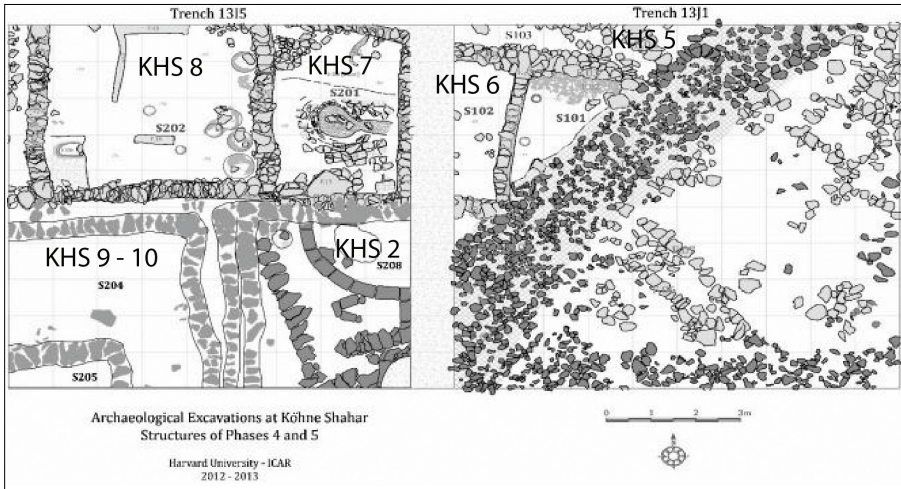 Trench 13I5
Trench 13J1
KHS 8
KHS 7
S201
S202
KHS 9 - 10
S204
S205
KHS 2
S208
S103
KHS 5
KHS 6
S102
S101
Archaeological Excavations at Köhne Shahar
Structures of Phases 4 and 5
Harvard University - ICAR
2012 - 2013
0 1 2 3m